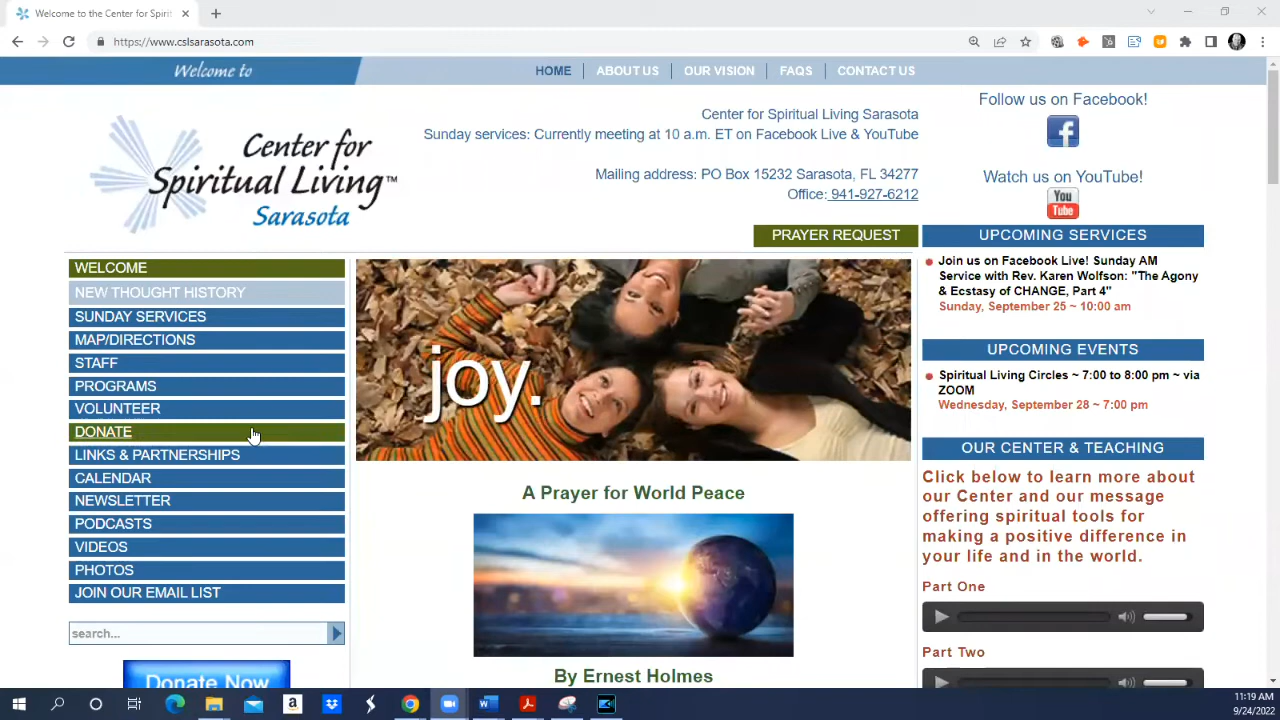 Welcome to the Center for Spirit
https://www.cslsarasota.com
Welcome to
HOME
ABOUT US
OUR VISION
FAQS
CONTACT US
Center for
Spiritual Living™
Sarasota
Center for Spiritual Living Sarasota
Sunday services: Currently meeting at 10 a.m. ET on Facebook Live & YouTube
Mailing address: PO Box 15232 Sarasota, FL 34277
Office: 941-927-6212
Follow us on Facebook!
Watch us on YouTube!
You
Tube
PRAYER REQUEST
WELCOME
NEW THOUGHT HISTORY
SUNDAY SERVICES
MAP/DIRECTIONS
STAFF
PROGRAMS
VOLUNTEER
DONATE
LINKS & PARTNERSHIPS
CALENDAR
NEWSLETTER
PODCASTS
VIDEOS
PHOTOS
JOIN OUR EMAIL LIST
search...
Donate Now
joy.
A Prayer for World Peace
By Ernest Holmes
UPCOMING SERVICES
Join us on Facebook Live! Sunday AM
Service with Rev. Karen Wolfson: "The Agony
& Ecstasy of CHANGE, Part 4"
Sunday, September 25 ~ 10:00 am
UPCOMING EVENTS
Spiritual Living Circles ~ 7:00 to 8:00 pm ~ via
ZOOM
Wednesday, September 28 ~ 7:00 pm
OUR CENTER & TEACHING
Click below to learn more about
our Center and our message
offering spiritual tools for
making a positive difference in
your life and in the world.
Part One
Part Two
11:19 AM
9/24/2022